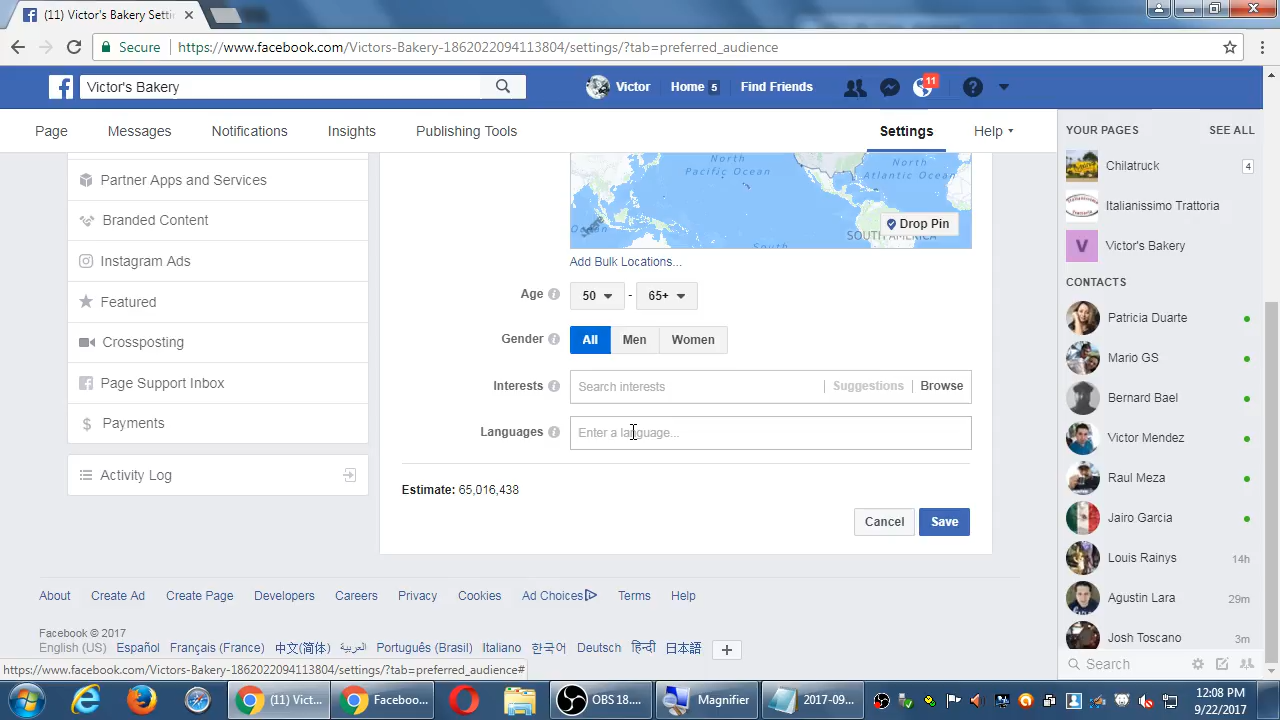 (11) Victor's Bakery Setti
Secure
https://www.facebook.com/Victors-Bakery-1862022094113804/settings/?tab=preferred_audience
Victor's Bakery
Victor
Home 5
Find Friends
11
Page
Messages
Notifications
Insights
Publishing Tools
Settings
Help
YOUR PAGES
SEE ALL
Chilatruck
4
Italianissimo Trattoria
V
Victor's Bakery
CONTACTS
Patricia Duarte
Mario GS
Bernard Bael
Victor Mendez
Raul Meza
Jairo Garcia
Louis Rainys
14h
Agustin Lara
29m
Josh Toscano
3m
Search
Partner Apps and Services
Branded Content
Instagram Ads
Featured
Crossposting
Page Support Inbox
Payments
Activity Log
North
Pacific Ocean
North
Atlantic Ocean
South
SOUTH AMERICA
Drop Pin
Add Bulk Locations...
Age
50
-
65+
Gender
All
Men
Women
Interests
Search interests
Suggestions
Browse
Languages
Enter a language...
Estimate: 65,016,438
Cancel
Save
About
Create Ad
Create Page
Developers
Careers
Privacy
Cookies
Ad Choices
Terms
Help
Facebook © 2017
English (US)
Español
Français (France)
中文(简体)
العربية
Português (Brasil)
Italiano
한국어
Deutsch
हिन्दी
日本語
https://www.facebook.com/Victors-Bakery-1862022094113804/settings/?tab=preferred_audience#
(11) Vict...
Faceboo...
OBS 18....
Magnifier
2017-09...
12:08 PM
9/22/2017